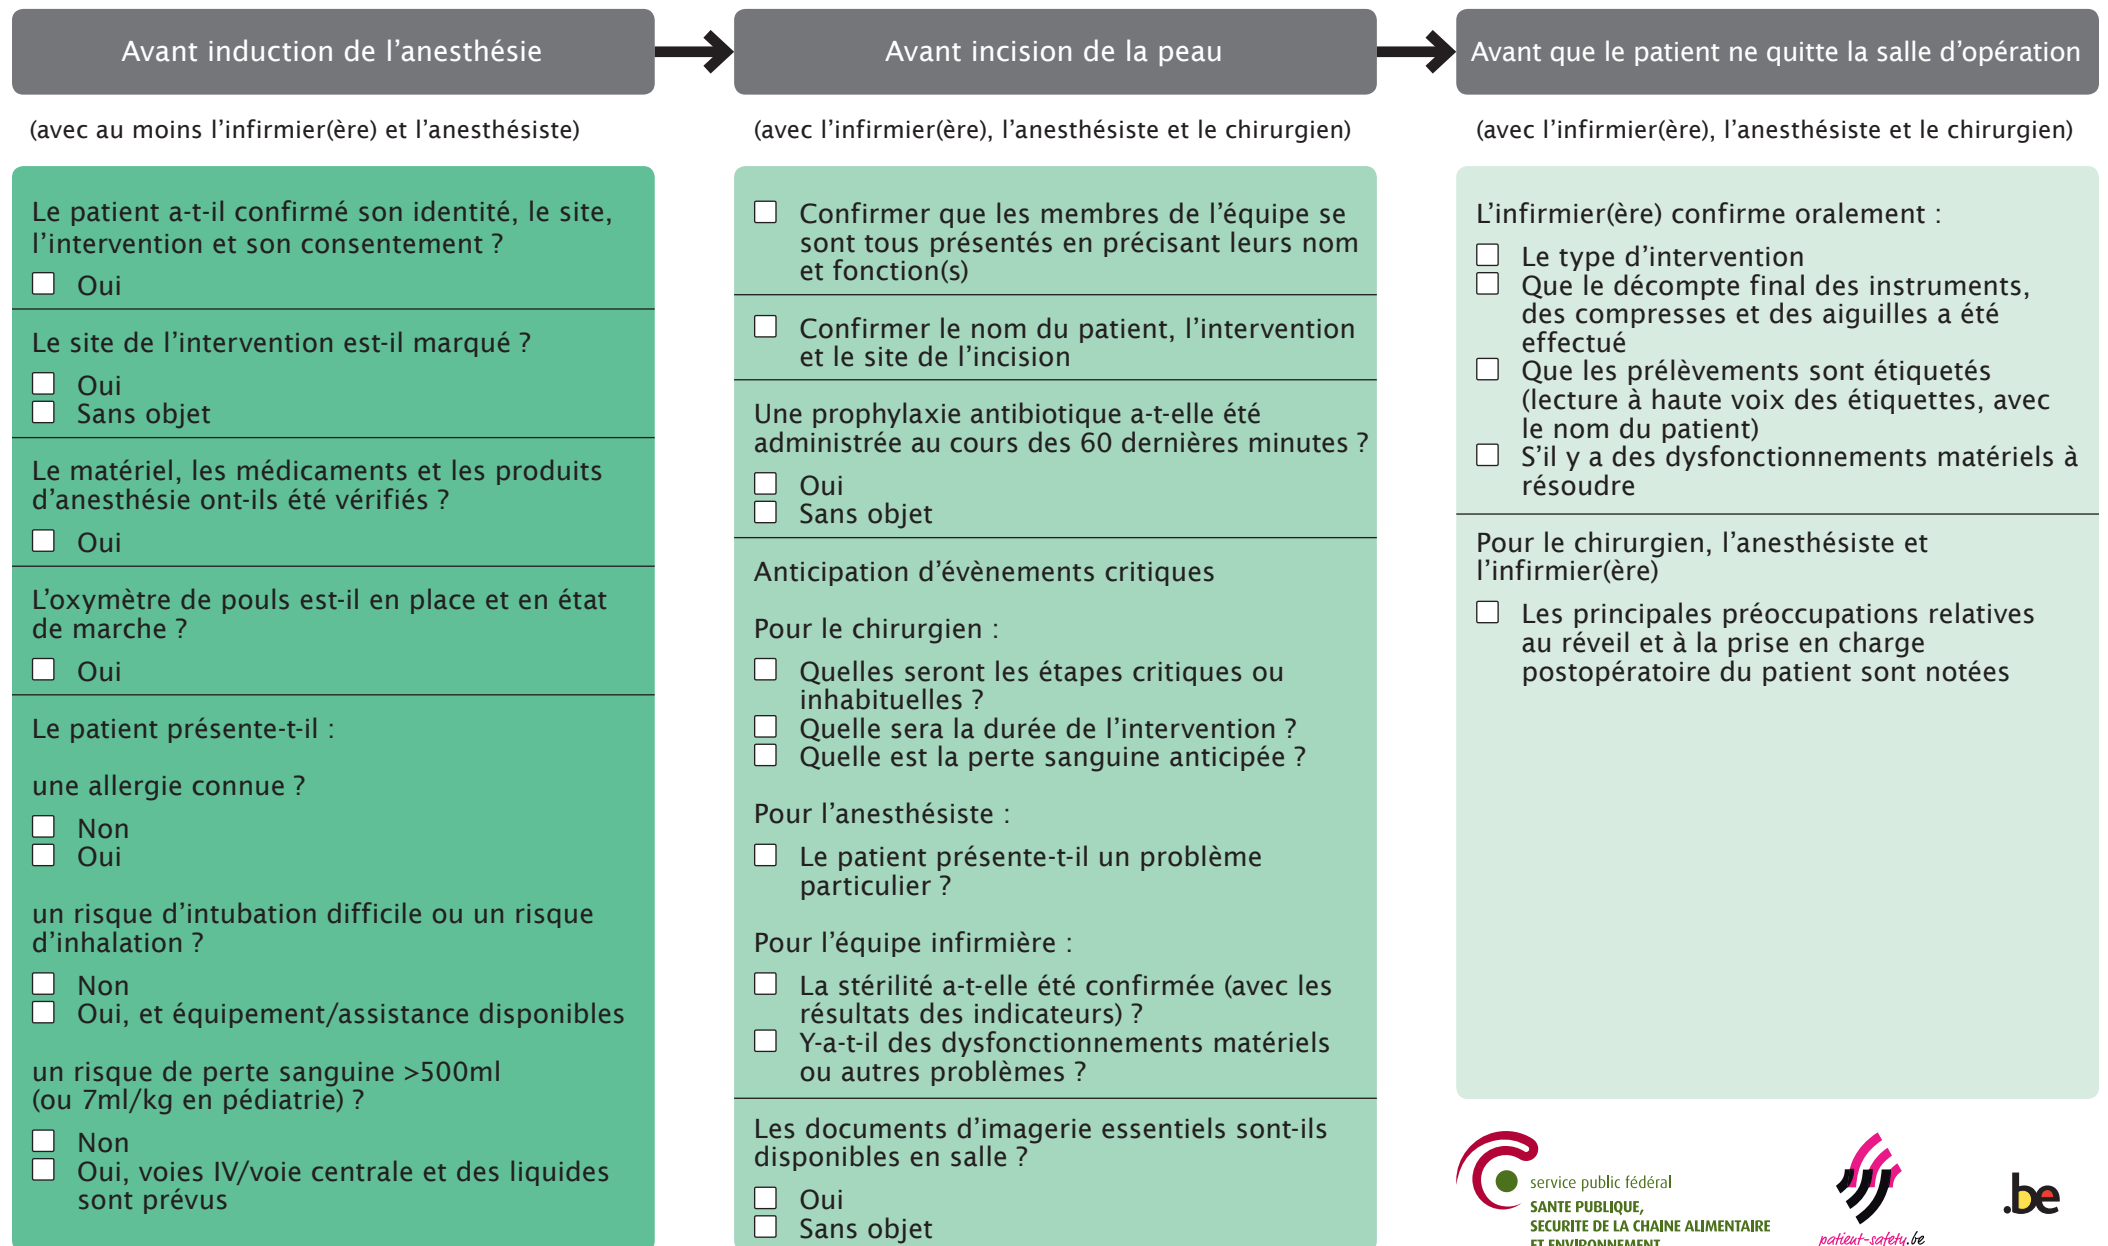 Avant induction de l'anesthésie
(avec au moins l'infirmier(ère) et l'anesthésiste)
Le patient a-t-il confirmé son identité, le site,
l'intervention et son consentement ?
Oui
Le site de l'intervention est-il marqué ?
Oui
Sans objet
Le matériel, les médicaments et les produits
d'anesthésie ont-ils été vérifiés ?
Oui
L'oxymètre de pouls est-il en place et en état
de marche ?
Oui
Le patient présente-t-il :
une allergie connue ?
Non
Oui
un risque d'intubation difficile ou un risque
d'inhalation ?
Non
Oui, et équipement/assistance disponibles
un risque de perte sanguine >500ml
(ou 7ml/kg en pédiatrie) ?
Non
Oui, voies IV/voie centrale et des liquides
sont prévus
Avant incision de la peau
(avec l'infirmier(ère), l'anesthésiste et le chirurgien)
Confirmer que les membres de l'équipe se
sont tous présentés en précisant leurs nom
et fonction(s)
Confirmer le nom du patient, l'intervention
et le site de l'incision
Une prophylaxie antibiotique a-t-elle été
administrée au cours des 60 dernières minutes ?
Oui
Sans objet
Anticipation d'évènements critiques
Pour le chirurgien :
Quelles seront les étapes critiques ou
inhabituelles ?
Quelle sera la durée de l'intervention ?
Quelle est la perte sanguine anticipée ?
Pour l'anesthésiste :
Le patient présente-t-il un problème
particulier ?
Pour l'équipe infirmière :
La stérilité a-t-elle été confirmée (avec les
résultats des indicateurs) ?
Y-a-t-il des dysfonctionnements matériels
ou autres problèmes ?
Les documents d'imagerie essentiels sont-ils
disponibles en salle ?
Oui
Sans objet
Avant que le patient ne quitte la salle d'opération
(avec l'infirmier(ère), l'anesthésiste et le chirurgien)
L'infirmier(ère) confirme oralement :
Le type d'intervention
Que le décompte final des instruments,
des compresses et des aiguilles a été
effectué
Que les prélèvements sont étiquetés
(lecture à haute voix des étiquettes, avec
le nom du patient)
S'il y a des dysfonctionnements matériels à
résoudre
Pour le chirurgien, l'anesthésiste et
l'infirmier(ère)
Les principales préoccupations relatives
au réveil et à la prise en charge
postopératoire du patient sont notées
service public fédéral
SANTE PUBLIQUE,
SECURITE DE LA CHAINE ALIMENTAIRE
ET ENVIRONNEMENT
patient-safety.be
.be